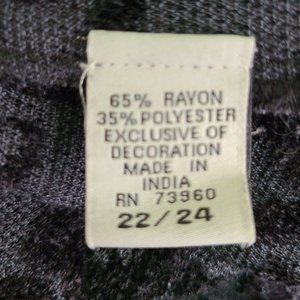 65% RAYON
35% POLYESTER
EXCLUSIVE OF
DECORATION
MADE IN
INDIA
RN 73960
22/24